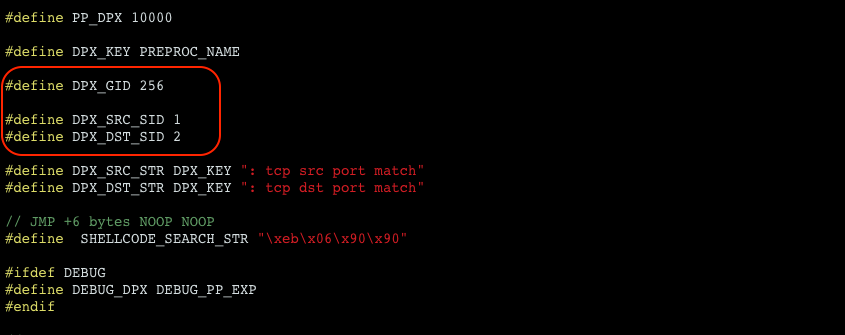 #define PP_DPX 10000
#define DPX_KEY PREPROC_NAME
#define DPX_GID 256
#define DPX_SRC_SID 1
#define DPX_DST_SID 2
#define DPX_SRC_STR DPX_KEY ": tcp src port match"
#define DPX_DST_STR DPX_KEY ": tcp dst port match"
// JMP +6 bytes NOOP NOOP
#define  SHELLCODE_SEARCH_STR "\xeb\x06\x90\x90"
#ifdef DEBUG
#define DEBUG_DPX DEBUG_PP_EXP
#endif